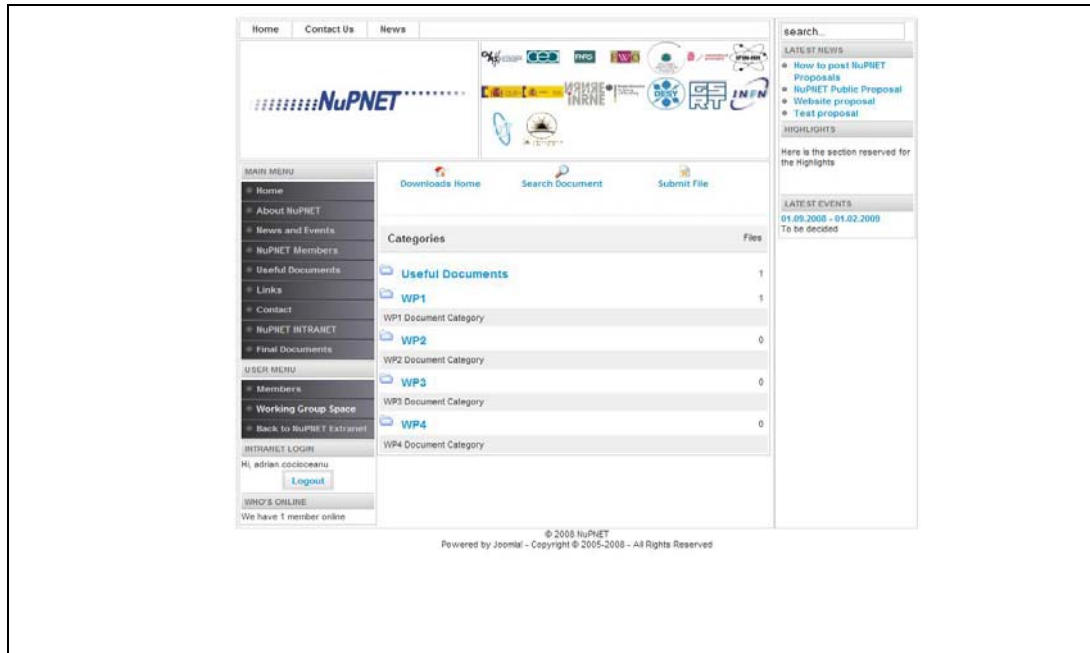 Home Contact Us News
search...
NuPNET
CEA
FNRS
FWO
INRNE
DESY
GSRT
INFN
LATEST NEWS
How to post NuPNET
Proposals
NuPNET Public Proposal
Website proposal
Test proposal
HIGHLIGHTS
Here is the section reserved for
the Highlights
LATEST EVENTS
01.09.2008 - 01.02.2009
To be decided
MAIN MENU
Home
About NuPNET
News and Events
NuPNET Members
Useful Documents
Links
Contact
NuPNET INTRANET
Final Documents
USER MENU
Members
Working Group Space
Back to NuPNET Extranet
INTRANET LOGIN
Hi, adrian.cocioceanu
Logout
WHO'S ONLINE
We have 1 member online
Downloads Home Search Document Submit File
Categories Files
Useful Documents 1
WP1 1
WP1 Document Category
WP2 0
WP2 Document Category
WP3 0
WP3 Document Category
WP4 0
WP4 Document Category
© 2008 NuPNET
Powered by Joomla! - Copyright © 2005-2008 - All Rights Reserved